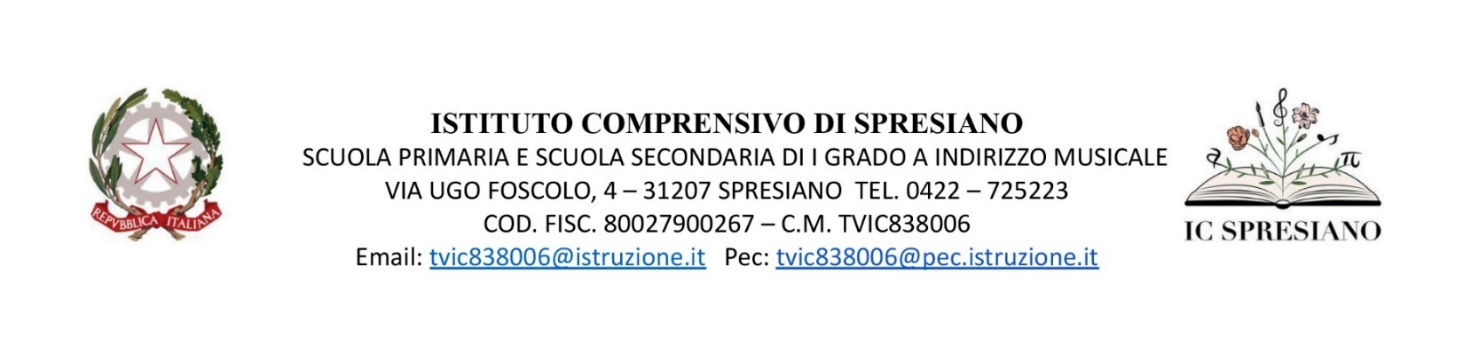 ISTITUTO COMPRENSIVO DI SPRESIANO
SCUOLA PRIMARIA E SCUOLA SECONDARIA DI I GRADO A INDIRIZZO MUSICALE
VIA UGO FOSCOLO, 4 – 31207 SPRESIANO TEL. 0422 – 725223
COD. FISC. 80027900267 – C.M. TVIC838006
Email: tvic838006@istruzione.it Pec: tvic838006@pec.istruzione.it
REPVBBLICA ITALIANA
π
IC SPRESIANO